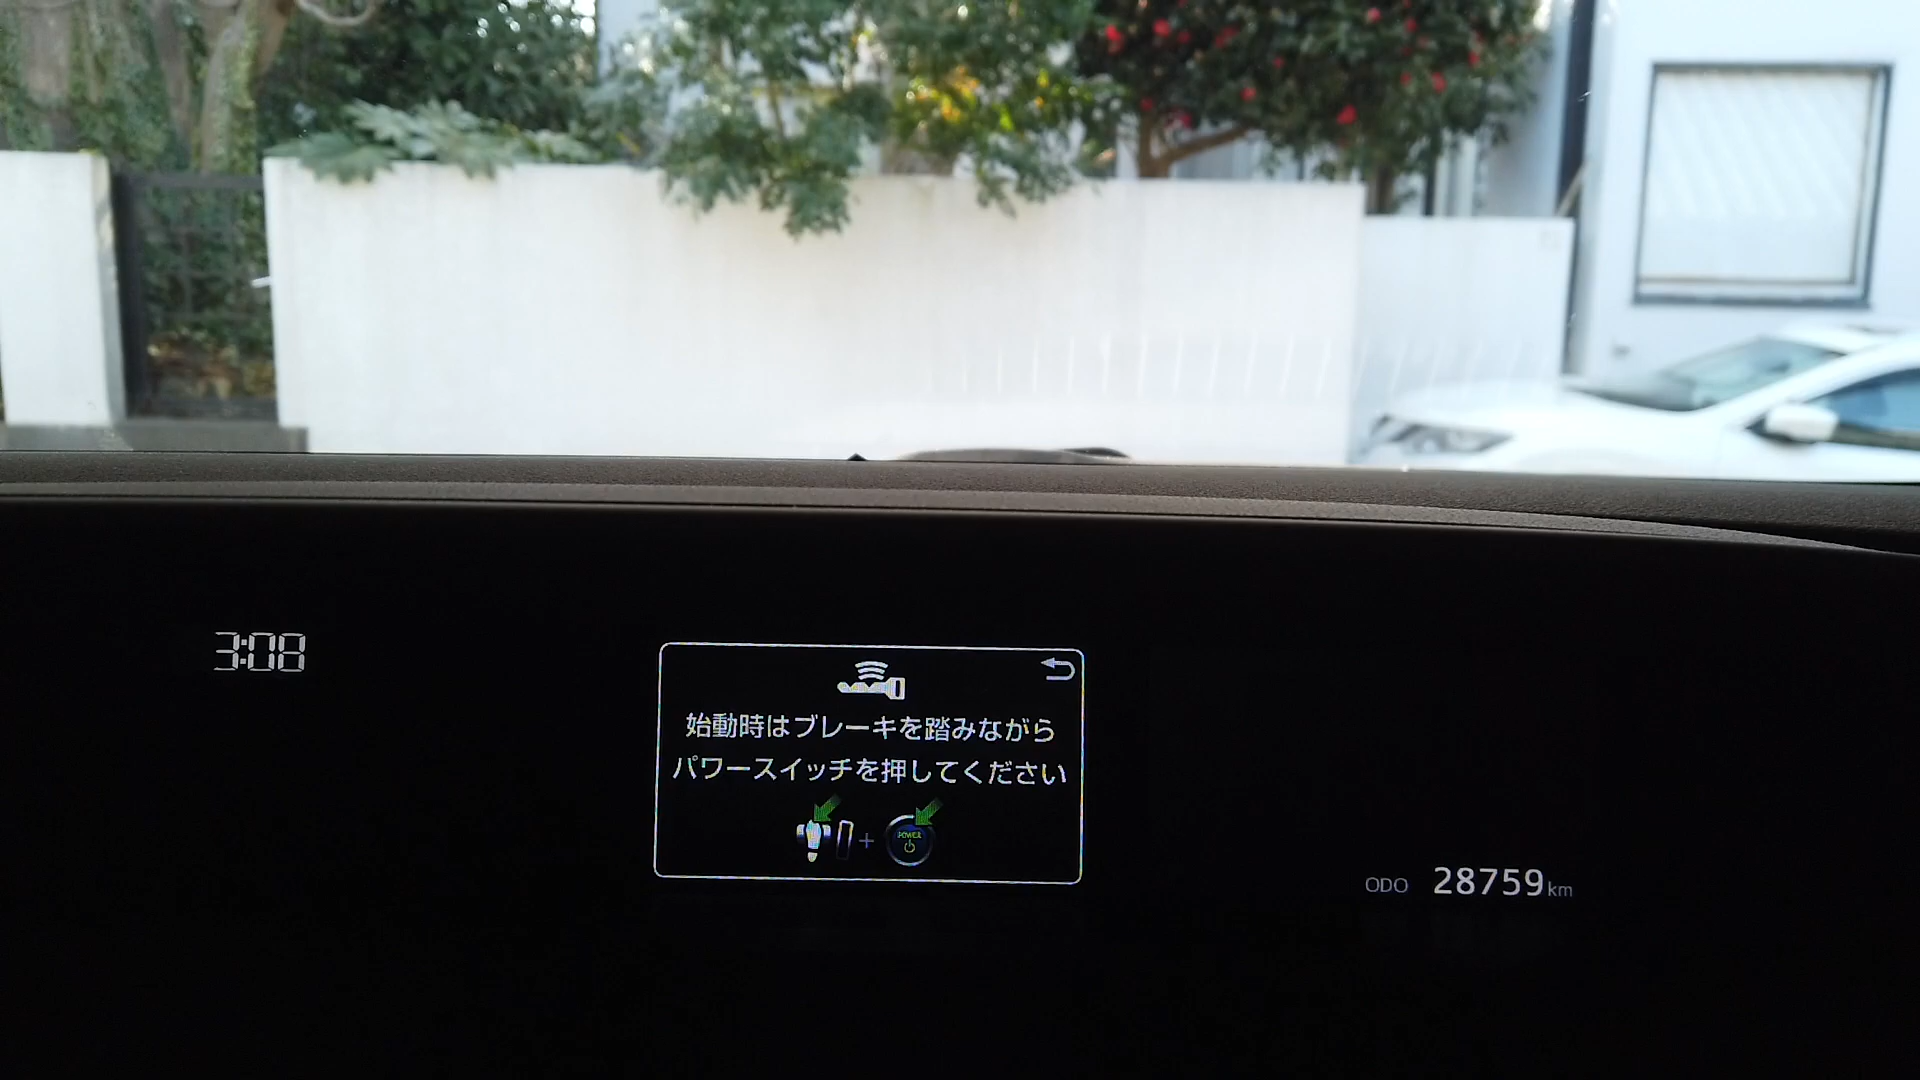 3:08
始動時はブレーキを踏みながら
パワースイッチを押してください
+
POWER
ODO 28759km